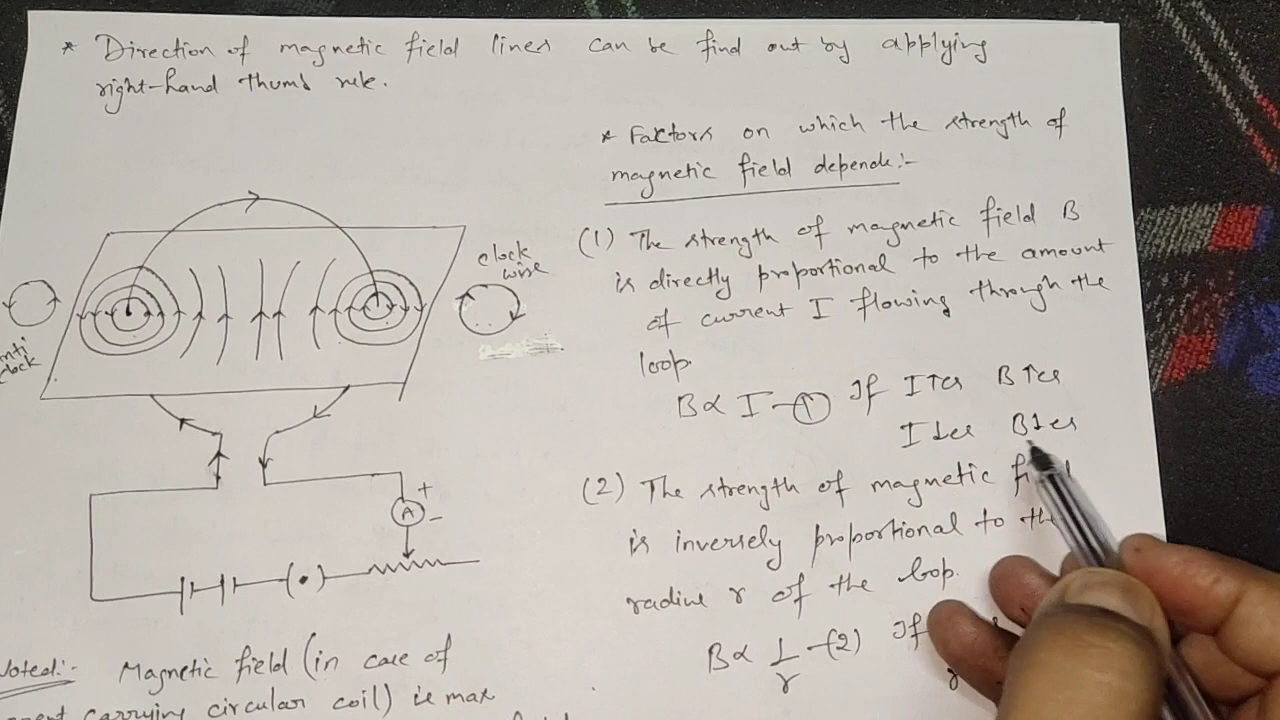 * Direction of magnetic field lines can be find out by applying
right-hand thumb rule.
* Factors on which the strength of
magnetic field depends:-
(1) The strength of magnetic field B
is directly proportional to the amount
of current I flowing through the
loop.
B∝ I -① If I↑es B↑es
I↓es B↓es
(2) The strength of magnetic field
is inversely proportional to the
radius r of the loop.
B∝ 1/r -(2) If
r
clock
wise
nti
clock
A
+
-
Noted:- Magnetic field (in case of
carrying circular coil) is max